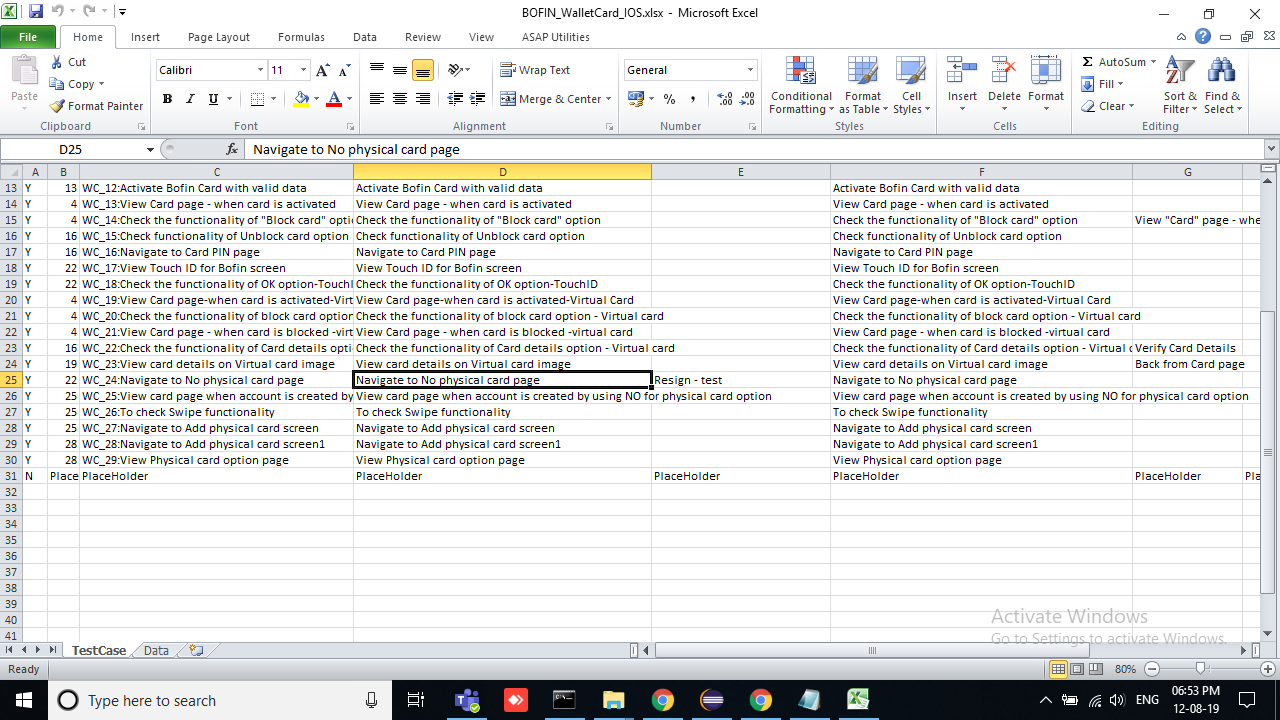 BOFIN_WalletCard_IOS.xlsx - Microsoft Excel
File Home Insert Page Layout Formulas Data Review View ASAP Utilities
Paste Cut Copy Format Painter Clipboard
Calibri 11 A A B I U A Font
Wrap Text Merge & Center Alignment
General % , .00 Number
Conditional Formatting Format as Table Cell Styles Styles
Insert Delete Format Cells
Σ AutoSum Fill Clear Sort & Filter Find & Select Editing
D25 fx Navigate to No physical card page
A B C D E F G
13 Y 13 WC_12:Activate Bofin Card with valid data Activate Bofin Card with valid data Activate Bofin Card with valid data
14 Y 4 WC_13:View Card page - when card is activated View Card page - when card is activated View Card page - when card is activated
15 Y 4 WC_14:Check the functionality of "Block card" optio Check the functionality of "Block card" option Check the functionality of "Block card" option View "Card" page - whe
16 Y 16 WC_15:Check functionality of Unblock card option Check functionality of Unblock card option Check functionality of Unblock card option
17 Y 16 WC_16:Navigate to Card PIN page Navigate to Card PIN page Navigate to Card PIN page
18 Y 22 WC_17:View Touch ID for Bofin screen View Touch ID for Bofin screen View Touch ID for Bofin screen
19 Y 22 WC_18:Check the functionality of OK option-TouchI Check the functionality of OK option-TouchID Check the functionality of OK option-TouchID
20 Y 4 WC_19:View Card page-when card is activated-Virt View Card page-when card is activated-Virtual Card View Card page-when card is activated-Virtual Card
21 Y 4 WC_20:Check the functionality of block card option Check the functionality of block card option - Virtual card Check the functionality of block card option - Virtual card
22 Y 4 WC_21:View Card page - when card is blocked -virt View Card page - when card is blocked -virtual card View Card page - when card is blocked -virtual card
23 Y 16 WC_22:Check the functionality of Card details opti Check the functionality of Card details option - Virtual card Check the functionality of Card details option - Virtual c Verify Card Details
24 Y 19 WC_23:View card details on Virtual card image View card details on Virtual card image View card details on Virtual card image Back from Card page
25 Y 22 WC_24:Navigate to No physical card page Navigate to No physical card page Resign - test Navigate to No physical card page
26 Y 25 WC_25:View card page when account is created by View card page when account is created by using NO for physical card option View card page when account is created by using NO for physical card option
27 Y 25 WC_26:To check Swipe functionality To check Swipe functionality To check Swipe functionality
28 Y 25 WC_27:Navigate to Add physical card screen Navigate to Add physical card screen Navigate to Add physical card screen
29 Y 28 WC_28:Navigate to Add physical card screen1 Navigate to Add physical card screen1 Navigate to Add physical card screen1
30 Y 28 WC_29:View Physical card option page View Physical card option page View Physical card option page
31 N Place PlaceHolder PlaceHolder PlaceHolder PlaceHolder PlaceHolder Pla
32
33
34
35
36
37
38
39
40
41
Activate Windows
Go to Settings to activate Windows.
TestCase Data
Ready 80%
Type here to search ENG 06:53 PM
12-08-19